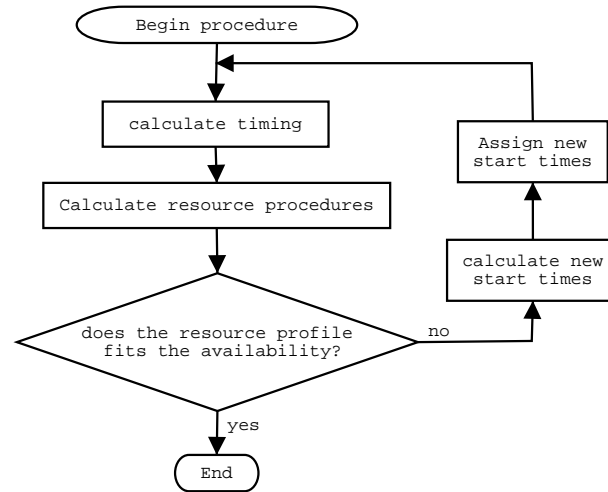 Begin procedure
calculate timing
Assign new
start times
Calculate resource procedures
calculate new
start times
does the resource profile
fits the availability?
no
yes
End